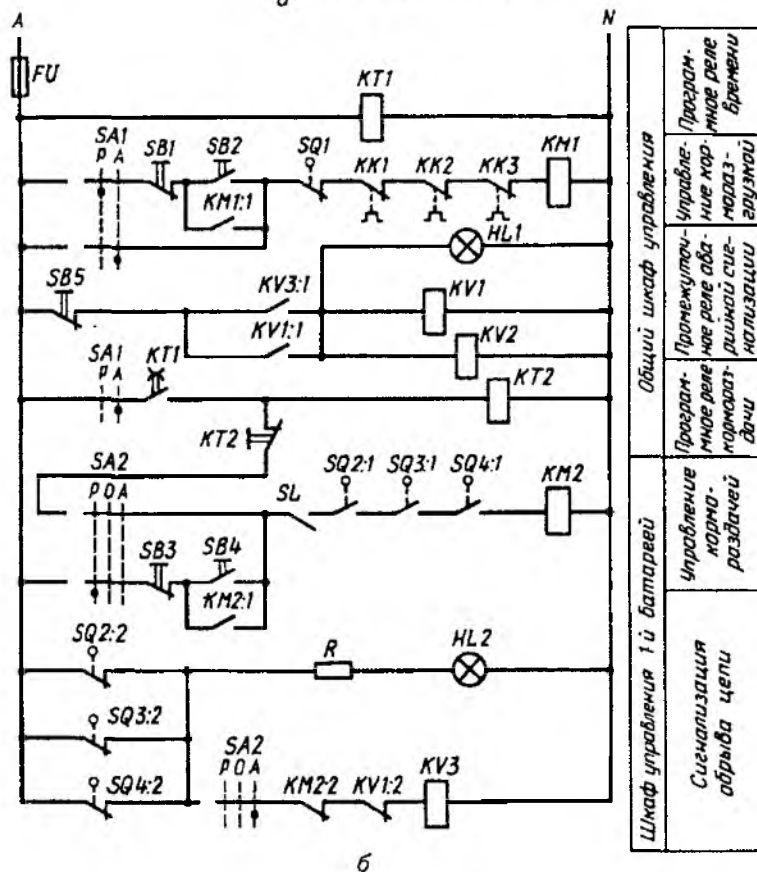 A
N
FU
KT1
SA1
P A
SB1
SB2
SQ1
KK1
KK2
KK3
KM1
KM1:1
HL1
SB5
KV3:1
KV1
KV1:1
KV2
SA1
P A
KT1
KT2
KT2
SA2
P O A
SL
SQ2:1
SQ3:1
SQ4:1
KM2
SB3
SB4
KM2:1
SQ2:2
R
HL2
SQ3:2
SA2
P O A
SQ4:2
KM2:2
KV1:2
KV3
Общий шкаф управления
Програм-
мное реле
времени
Управле-
ние кор-
мораз-
грузкой
Промежуточ-
ное реле ава-
рийной сиг-
нализации
Програм-
мное реле
кормораз-
дачи
Шкаф управления 1й батареей
Управление
кормо-
раздачей
Сигнализация
обрыва цепи
б